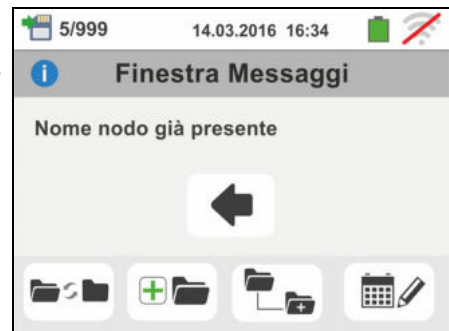 5/999 14.03.2016 16:34
Finestra Messaggi
Nome nodo già presente